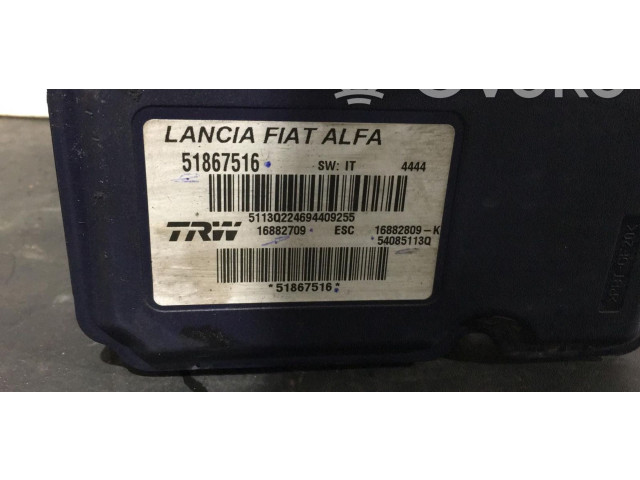 LANCIA FIAT ALFA
51867516 SW: IT 4444
5113Q224694409255
TRW 16882709 ESC 16882809-K
54085113Q
*51867516*